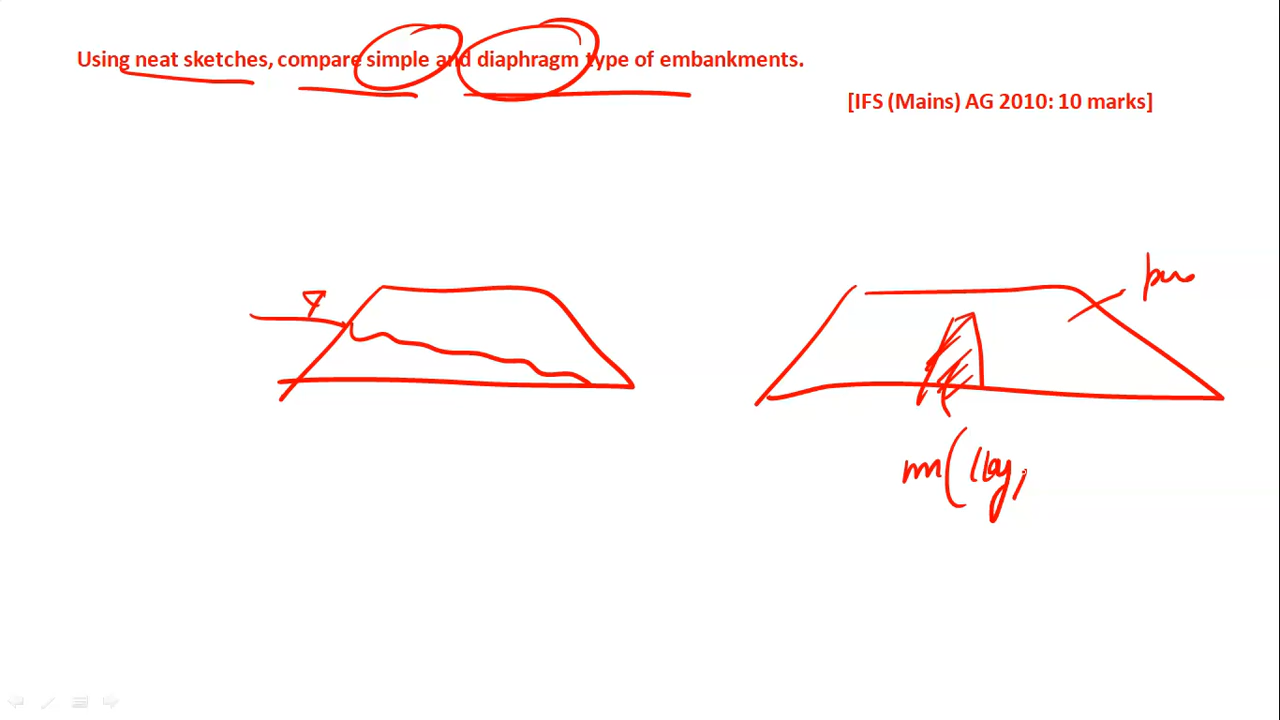 Using neat sketches, compare simple and diaphragm type of embankments.
[IFS (Mains) AG 2010: 10 marks]